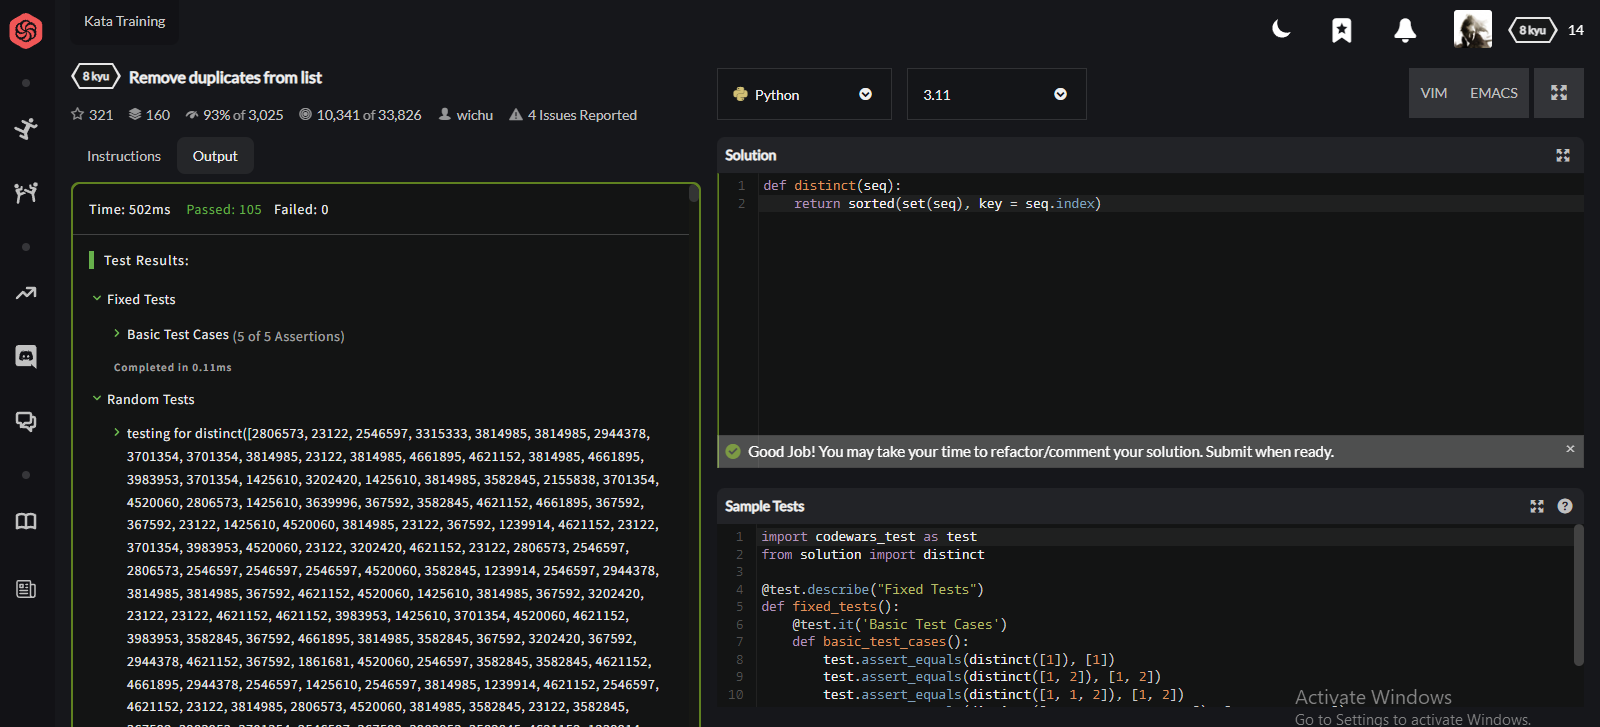 Kata Training
8 kyu
14
8 kyu Remove duplicates from list
321 160 93% of 3,025 10,341 of 33,826 wichu 4 Issues Reported
Instructions Output
Time: 502ms Passed: 105 Failed: 0
Test Results:
Fixed Tests
Basic Test Cases (5 of 5 Assertions)
Completed in 0.11ms
Random Tests
testing for distinct([2806573, 23122, 2546597, 3315333, 3814985, 3814985, 2944378,
3701354, 3701354, 3814985, 23122, 3814985, 4661895, 4621152, 3814985, 4661895,
3983953, 3701354, 1425610, 3202420, 1425610, 3814985, 3582845, 2155838, 3701354,
4520060, 2806573, 1425610, 3639996, 367592, 3582845, 4621152, 4661895, 367592,
367592, 23122, 1425610, 4520060, 3814985, 23122, 367592, 1239914, 4621152, 23122,
3701354, 3983953, 4520060, 23122, 3202420, 4621152, 23122, 2806573, 2546597,
2806573, 2546597, 2546597, 2546597, 4520060, 3582845, 1239914, 2546597, 2944378,
3814985, 3814985, 367592, 4621152, 4520060, 1425610, 3814985, 367592, 3202420,
23122, 23122, 4621152, 4621152, 3983953, 1425610, 3701354, 4520060, 4621152,
3983953, 3582845, 367592, 4661895, 3814985, 3582845, 367592, 3202420, 367592,
2944378, 4621152, 367592, 1861681, 4520060, 2546597, 3582845, 3582845, 4621152,
4661895, 2944378, 2546597, 1425610, 2546597, 3814985, 1239914, 4621152, 2546597,
4621152, 23122, 3814985, 2806573, 4520060, 3814985, 23122, 3582845,
Python
3.11
VIM EMACS
Solution
1 def distinct(seq):
2 return sorted(set(seq), key = seq.index)
Good Job! You may take your time to refactor/comment your solution. Submit when ready.
Sample Tests
1 import codewars_test as test
2 from solution import distinct
3
4 @test.describe("Fixed Tests")
5 def fixed_tests():
6 @test.it('Basic Test Cases')
7 def basic_test_cases():
8 test.assert_equals(distinct([1]), [1])
9 test.assert_equals(distinct([1, 2]), [1, 2])
10 test.assert_equals(distinct([1, 1, 2]), [1, 2])
Activate Windows
Go to Settings to activate Windows.